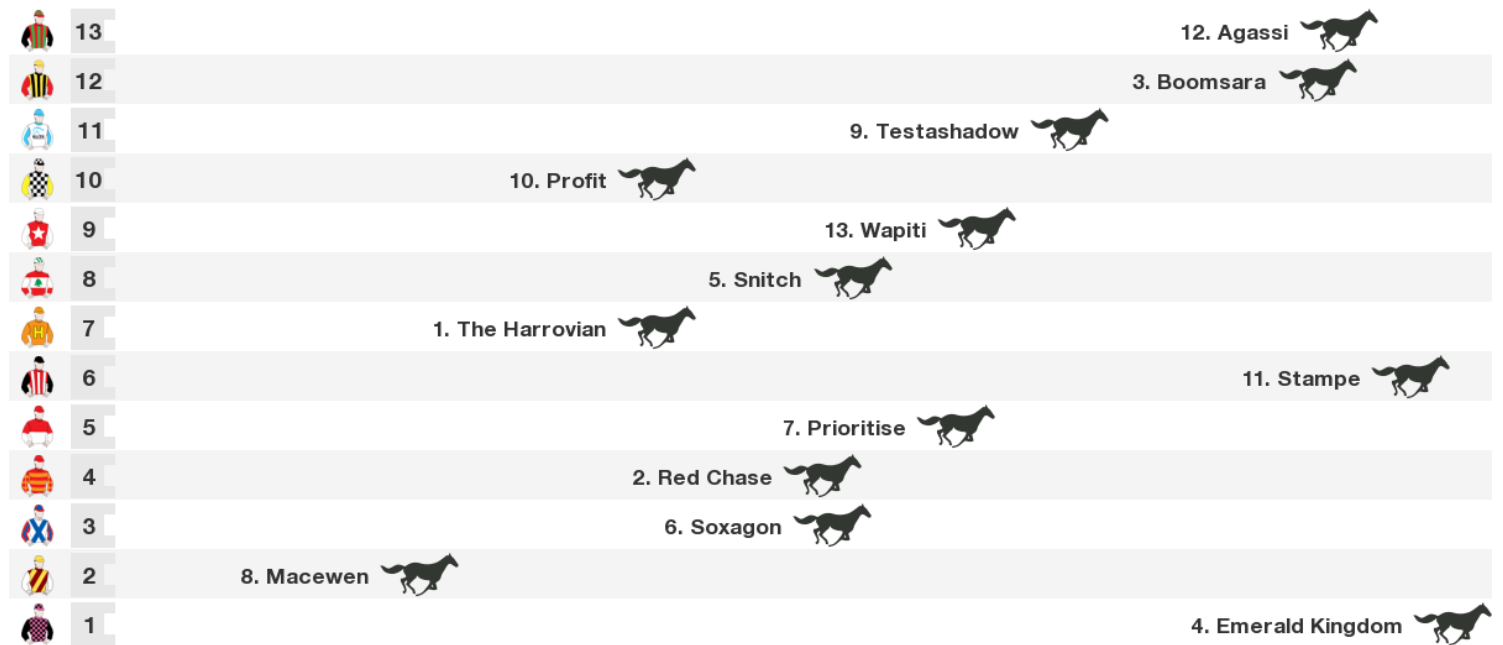 13 12. Agassi
12 3. Boomsara
11 9. Testashadow
10 10. Profit
9 13. Wapiti
8 5. Snitch
H 7 1. The Harrovian
6 11. Stampe
5 7. Prioritise
4 2. Red Chase
3 6. Soxagon
2 8. Macewen
1 4. Emerald Kingdom